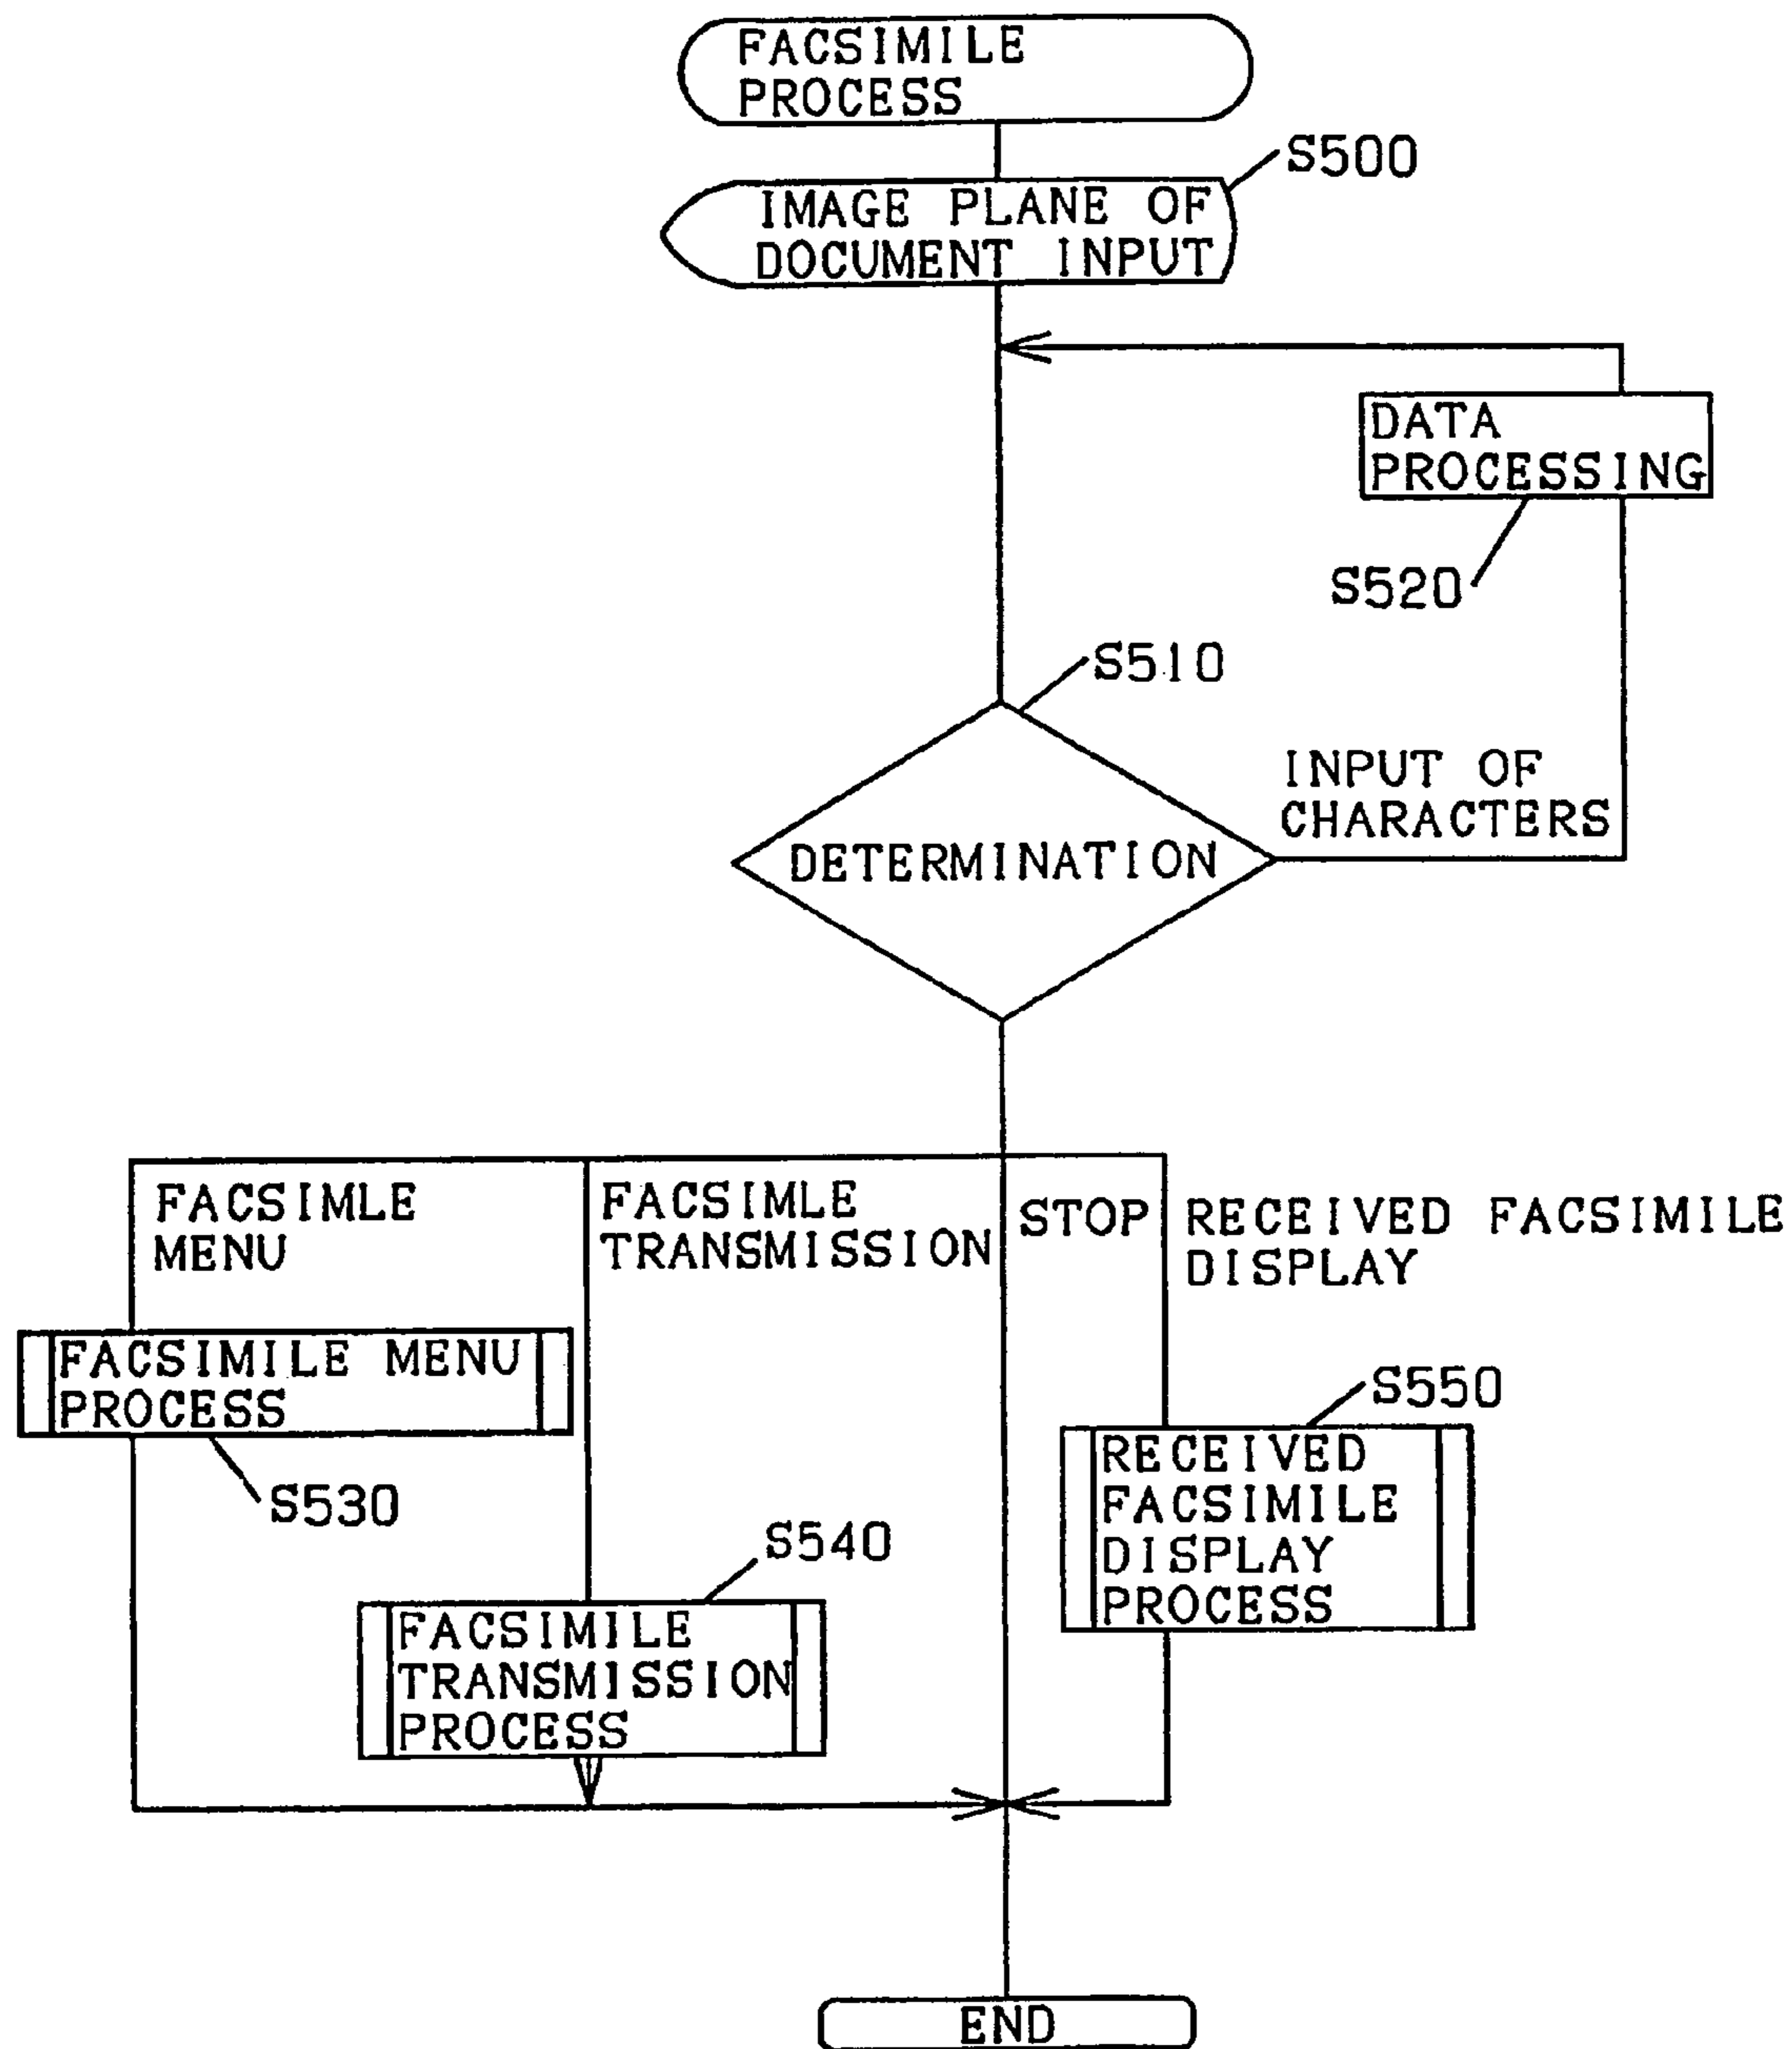 FACSIMILE
PROCESS
S500
IMAGE PLANE OF
DOCUMENT INPUT
DATA
PROCESSING
S520
S510
INPUT OF
CHARACTERS
DETERMINATION
FACSIMLE
MENU
FACSIMLE
TRANSMISSION
STOP
RECEIVED FACSIMILE
DISPLAY
FACSIMILE MENU
PROCESS
S530
S550
RECEIVED
FACSIMILE
DISPLAY
PROCESS
S540
FACSIMILE
TRANSMISSION
PROCESS
END